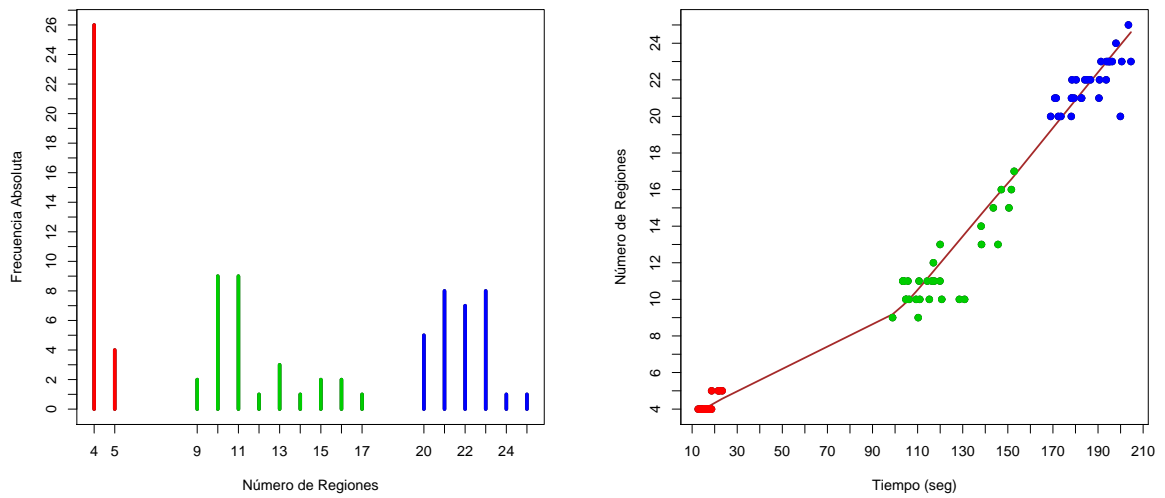 0 2 4 6 8 10 12 14 16 18 20 22 24 26
Frecuencia Absoluta
4 5 9 11 13 15 17 20 22 24
Número de Regiones
4 6 8 10 12 14 16 18 20 22 24
Número de Regiones
10 30 50 70 90 110 130 150 170 190 210
Tiempo (seg)